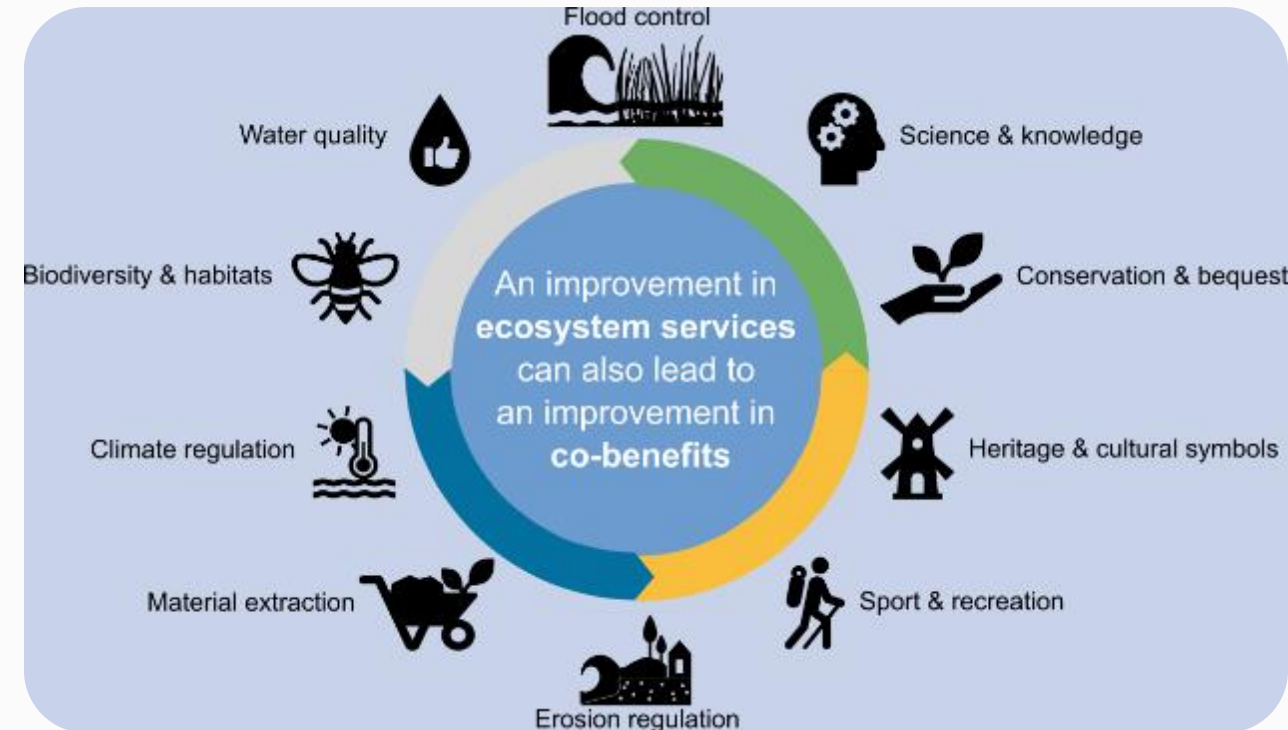 Flood control
Water quality
Science & knowledge
Biodiversity & habitats
Conservation & bequest
An improvement in
ecosystem services
can also lead to
an improvement in
co-benefits
Climate regulation
Heritage & cultural symbols
Material extraction
Sport & recreation
Erosion regulation